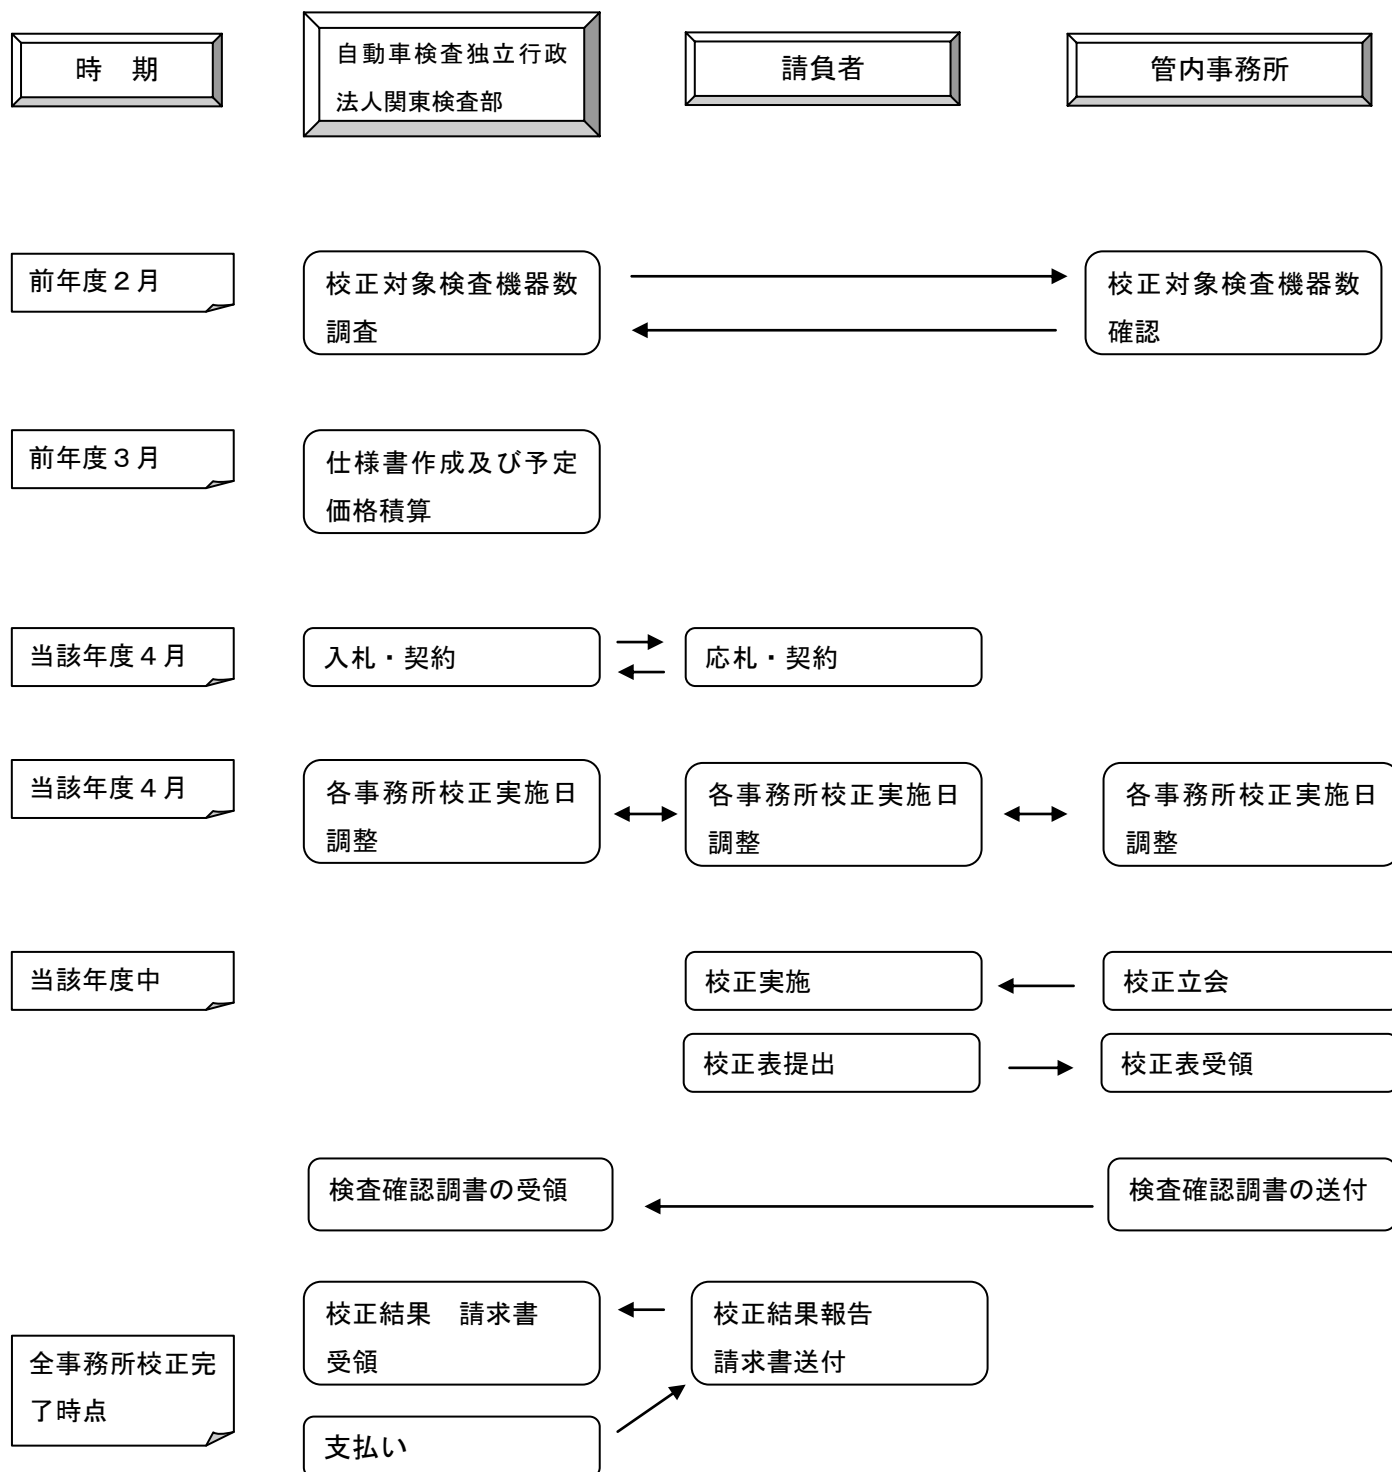 時　期
自動車検査独立行政
法人関東検査部
請負者
管内事務所
前年度２月
校正対象検査機器数
調査
校正対象検査機器数
確認
前年度３月
仕様書作成及び予定
価格積算
当該年度４月
入札・契約
応札・契約
当該年度４月
各事務所校正実施日
調整
各事務所校正実施日
調整
各事務所校正実施日
調整
当該年度中
校正実施
校正立会
校正表提出
校正表受領
検査確認調書の受領
検査確認調書の送付
全事務所校正完
了時点
校正結果　請求書
受領
校正結果報告
請求書送付
支払い